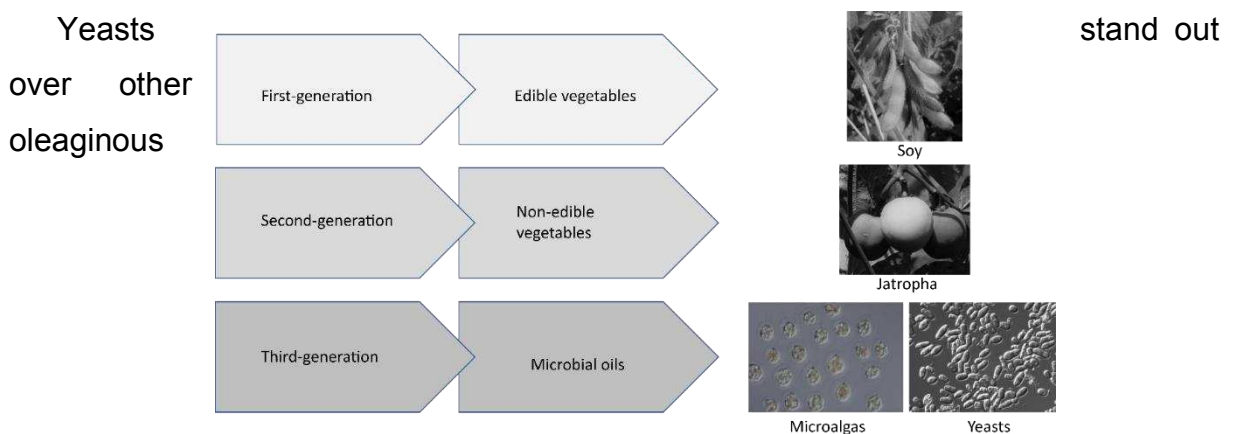 Yeasts stand out
over other
oleaginous
First-generation
Edible vegetables
Soy
Second-generation
Non-edible
vegetables
Jatropha
Third-generation
Microbial oils
Microalgas
Yeasts